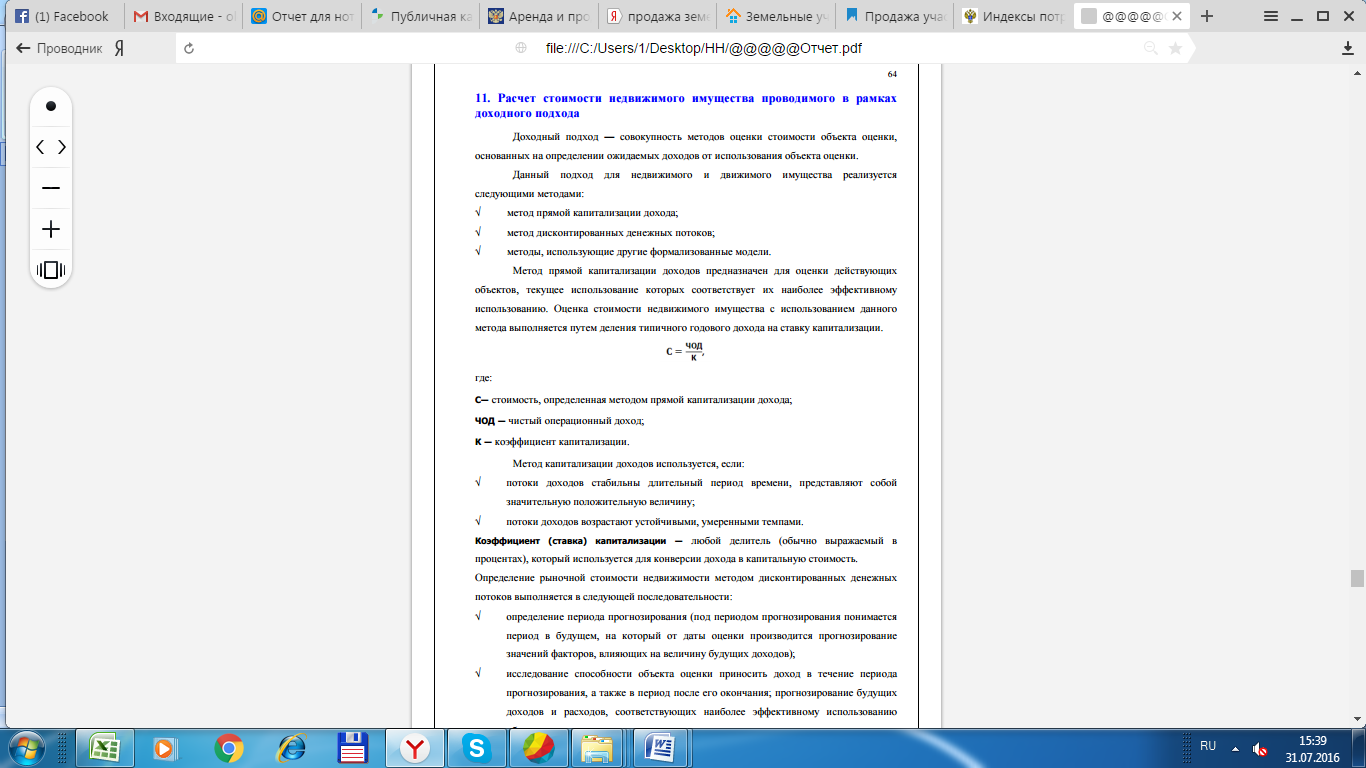 (1) Facebook
Входящие - o
Отчет для нот
Публичная ка
Аренда и про
продажа земе
Земельные уч
Продажа учас
Индексы потр
@@@@@
Проводник
file:///C:/Users/1/Desktop/НН/@@@@@Отчет.pdf
64
11. Расчет стоимости недвижимого имущества проводимого в рамках
доходного подхода
Доходный подход — совокупность методов оценки стоимости объекта оценки,
основанных на определении ожидаемых доходов от использования объекта оценки.
Данный подход для недвижимого и движимого имущества реализуется
следующими методами:
√ метод прямой капитализации дохода;
√ метод дисконтированных денежных потоков;
√ методы, использующие другие формализованные модели.
Метод прямой капитализации доходов предназначен для оценки действующих
объектов, текущее использование которых соответствует их наиболее эффективному
использованию. Оценка стоимости недвижимого имущества с использованием данного
метода выполняется путем деления типичного годового дохода на ставку капитализации.
С = ЧОД/К,
где:
С— стоимость, определенная методом прямой капитализации дохода;
ЧОД — чистый операционный доход;
К — коэффициент капитализации.
Метод капитализации доходов используется, если:
√ потоки доходов стабильны длительный период времени, представляют собой
значительную положительную величину;
√ потоки доходов возрастают устойчивыми, умеренными темпами.
Коэффициент (ставка) капитализации — любой делитель (обычно выражаемый в
процентах), который используется для конверсии дохода в капитальную стоимость.
Определение рыночной стоимости недвижимости методом дисконтированных денежных
потоков выполняется в следующей последовательности:
√ определение периода прогнозирования (под периодом прогнозирования понимается
период в будущем, на который от даты оценки производится прогнозирование
значений факторов, влияющих на величину будущих доходов);
√ исследование способности объекта оценки приносить доход в течение периода
прогнозирования, а также в период после его окончания; прогнозирование будущих
доходов и расходов, соответствующих наиболее эффективному использованию
RU
15:39
31.07.2016